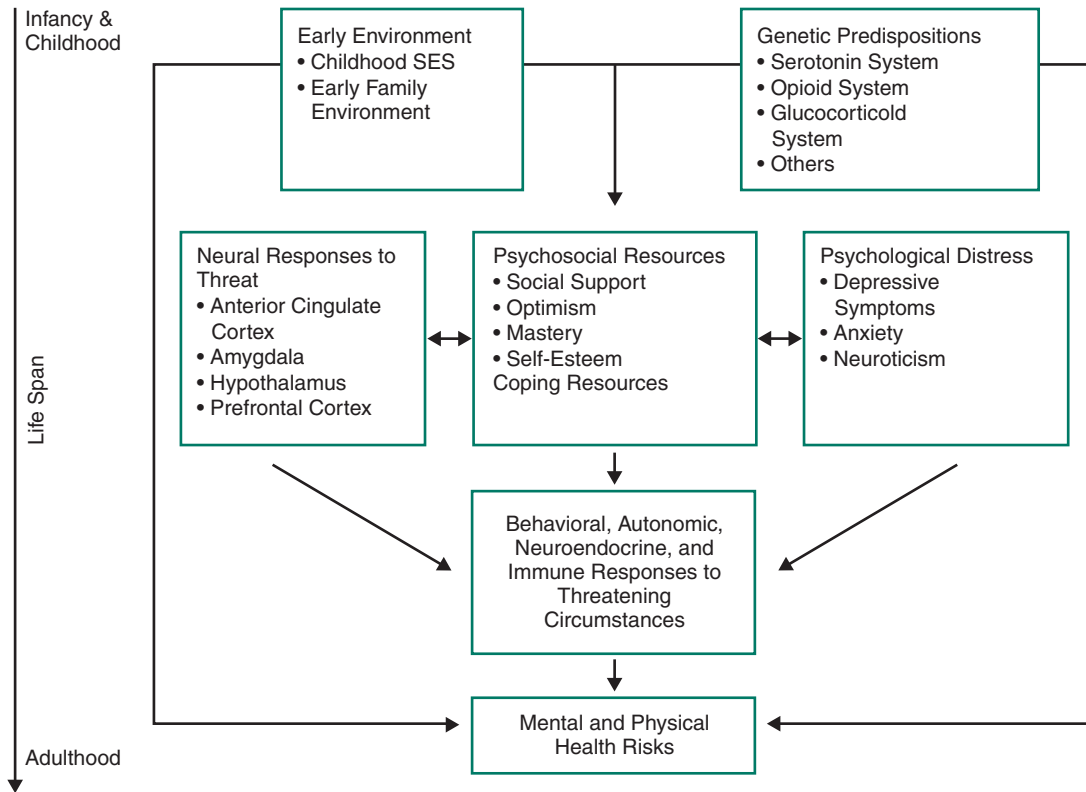 Infancy &
Childhood
Early Environment
• Childhood SES
• Early Family
Environment
Genetic Predispositions
• Serotonin System
• Opioid System
• Glucocorticold
System
• Others
Neural Responses to
Threat
• Anterior Cingulate
Cortex
• Amygdala
• Hypothalamus
• Prefrontal Cortex
Psychosocial Resources
• Social Support
• Optimism
• Mastery
• Self-Esteem
Coping Resources
Psychological Distress
• Depressive
Symptoms
• Anxiety
• Neuroticism
Life Span
Behavioral, Autonomic,
Neuroendocrine, and
Immune Responses to
Threatening
Circumstances
Mental and Physical
Health Risks
Adulthood